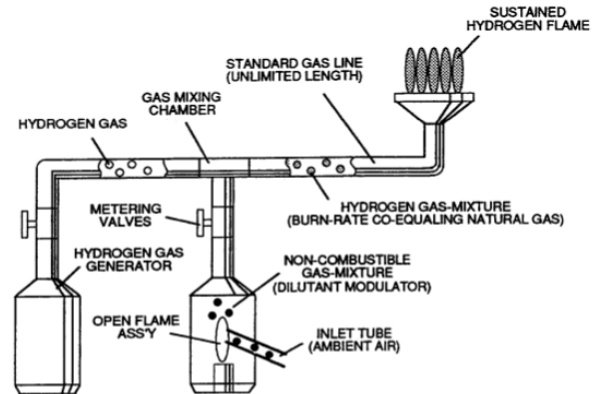 SUSTAINED
HYDROGEN FLAME
STANDARD GAS LINE
(UNLIMITED LENGTH)
GAS MIXING
CHAMBER
HYDROGEN GAS
HYDROGEN GAS-MIXTURE
(BURN-RATE CO-EQUALING NATURAL GAS)
METERING
VALVES
HYDROGEN GAS
GENERATOR
NON-COMBUSTIBLE
GAS-MIXTURE
(DILUTANT MODULATOR)
OPEN FLAME
ASS'Y
INLET TUBE
(AMBIENT AIR)